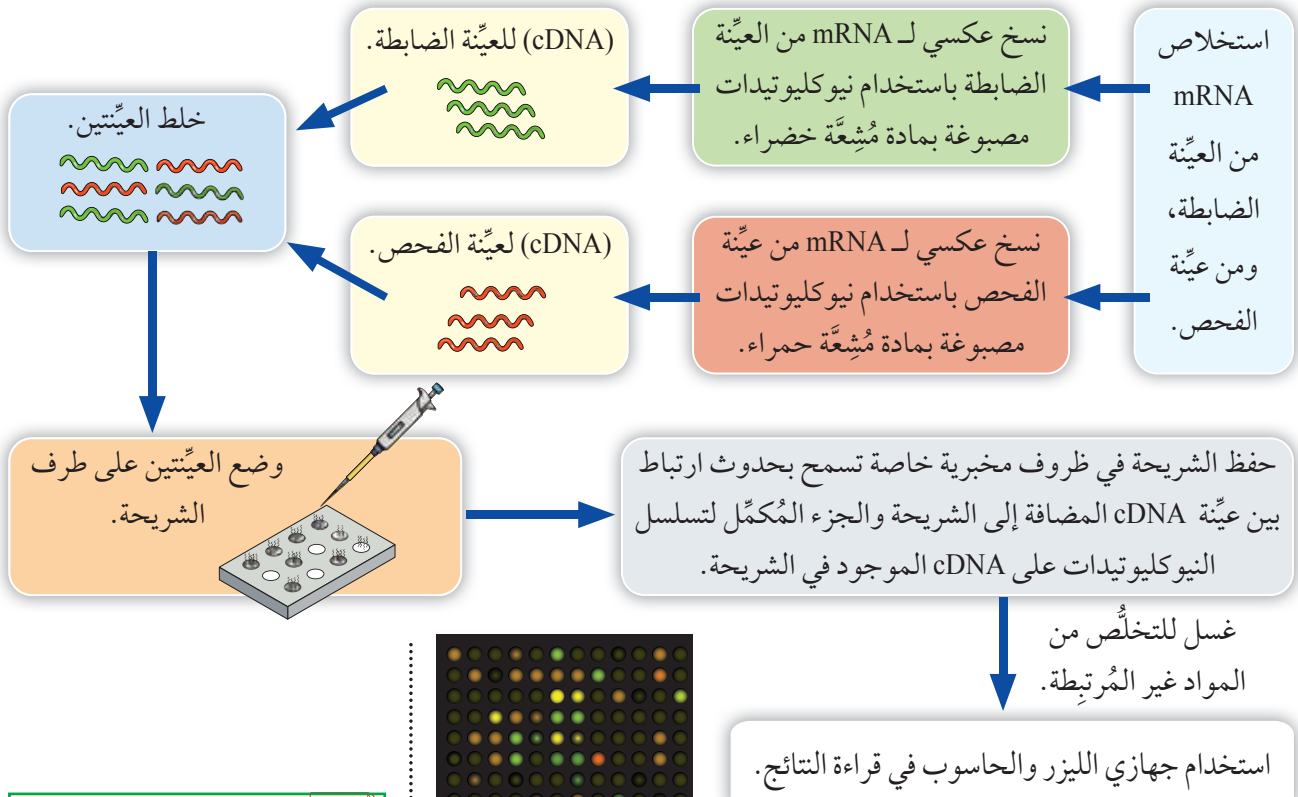 استخلاص
mRNA
من العيِّنة
الضابطة،
ومن عيِّنة
الفحص.
نسخ عكسي لـ mRNA من العيِّنة
الضابطة باستخدام نيوكليوتيدات
مصبوغة بمادة مُشِعَّة خضراء.
(cDNA) للعيِّنة الضابطة.
نسخ عكسي لـ mRNA من عيِّنة
الفحص باستخدام نيوكليوتيدات
مصبوغة بمادة مُشِعَّة حمراء.
(cDNA) لعيِّنة الفحص.
خلط العيِّنتين.
وضع العيِّنتين على طرف
الشريحة.
حفظ الشريحة في ظروف مخبرية خاصة تسمح بحدوث ارتباط
بين عيِّنة cDNA المضافة إلى الشريحة والجزء المُكمِّل لتسلسل
النيوكليوتيدات على cDNA الموجود في الشريحة.
غسل للتخلُّص من
المواد غير المُرتبِطة.
استخدام جهازي الليزر والحاسوب في قراءة النتائج.